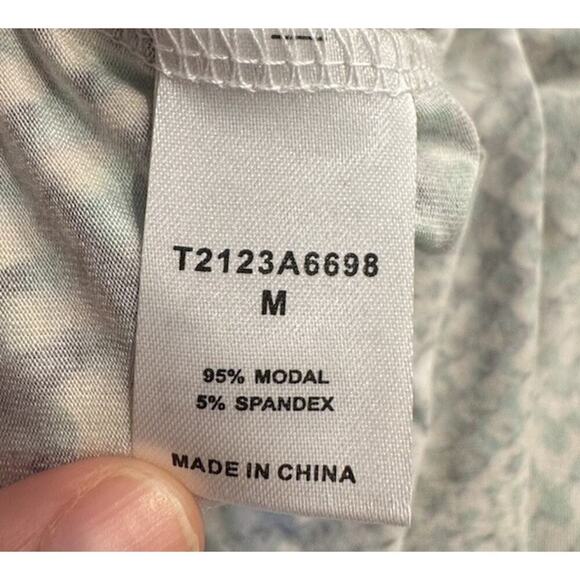 T2123A6698
M
95% MODAL
5% SPANDEX
MADE IN CHINA